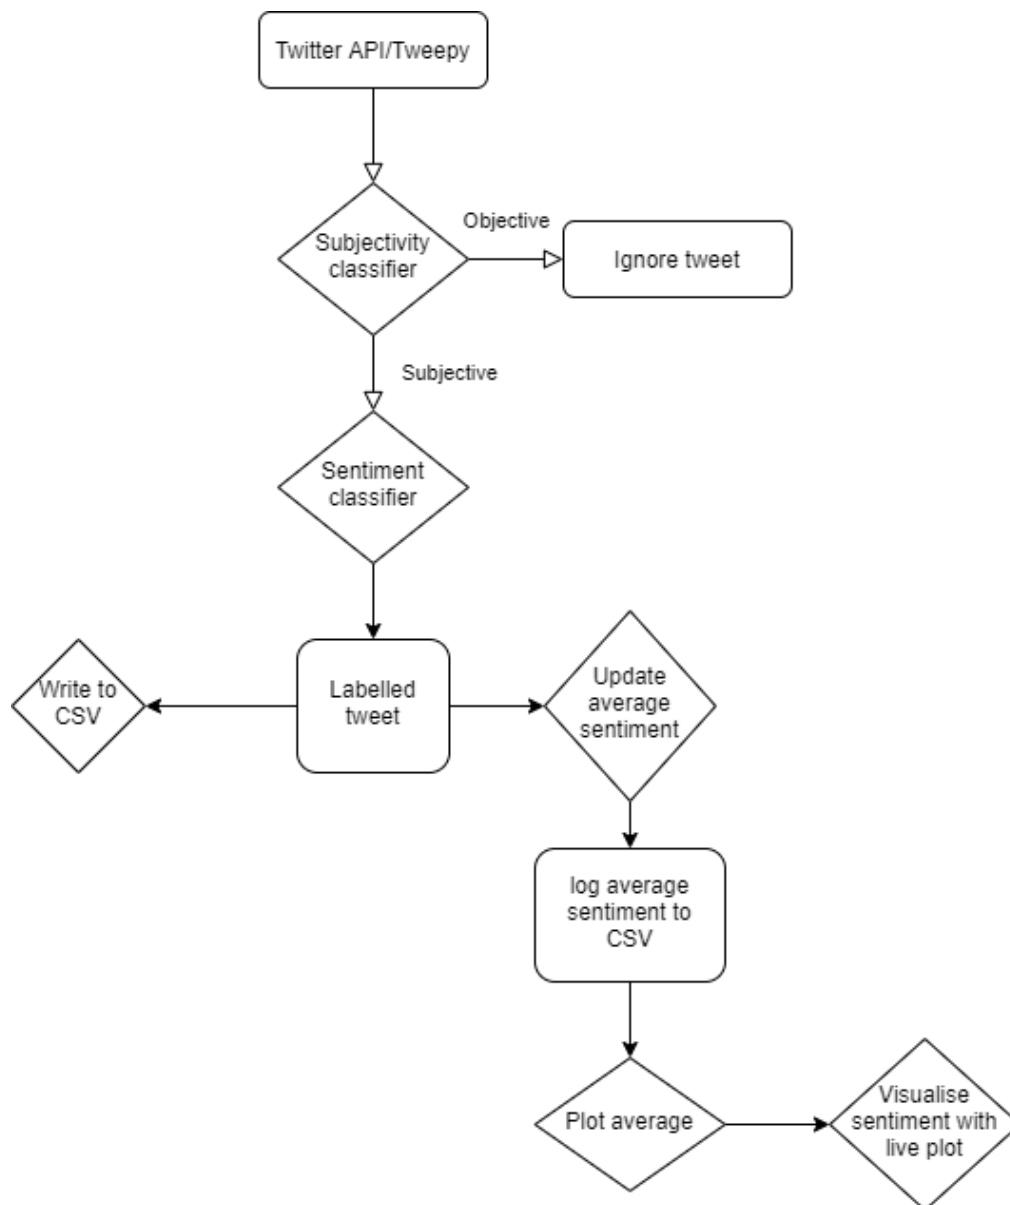 Twitter API/Tweepy
Subjectivity
classifier
Objective
Ignore tweet
Subjective
Sentiment
classifier
Write to
CSV
Labelled
tweet
Update
average
sentiment
log average
sentiment to
CSV
Plot average
Visualise
sentiment with
live plot